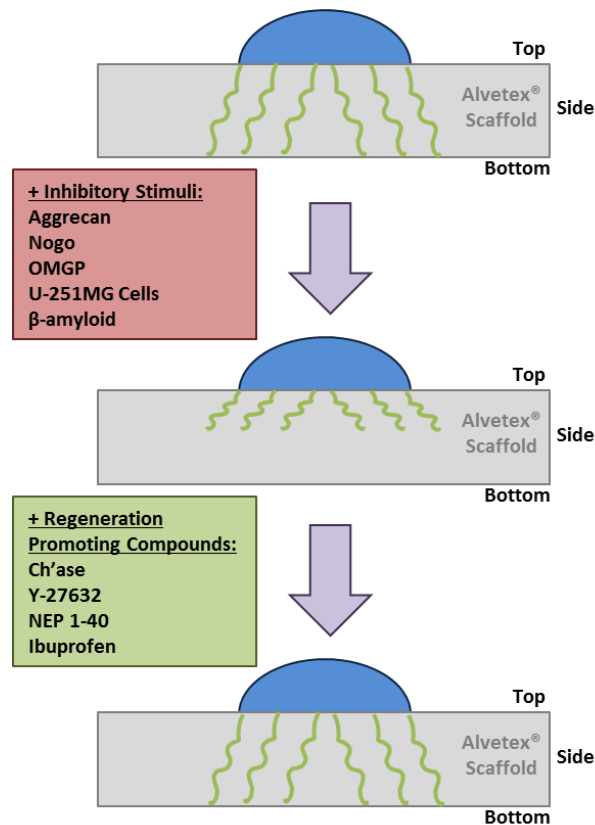 Top
Alvetex®
Scaffold
Side
Bottom
+ Inhibitory Stimuli:
Aggrecan
Nogo
OMGP
U-251MG Cells
β-amyloid
Top
Alvetex®
Scaffold
Side
Bottom
+ Regeneration
Promoting Compounds:
Ch'ase
Y-27632
NEP 1-40
Ibuprofen
Top
Alvetex®
Scaffold
Side
Bottom